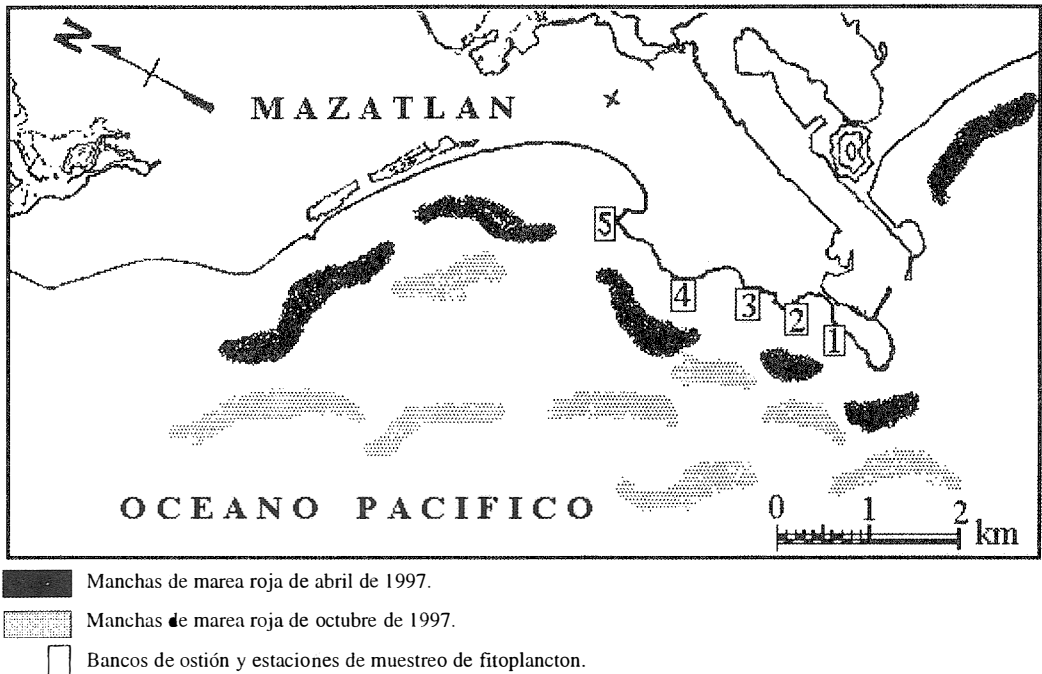 N
MAZATLAN
5
4
3
2
1
OCEANO PACIFICO
0 1 2 km
Manchas de marea roja de abril de 1997.
Manchas de marea roja de octubre de 1997.
Bancos de ostión y estaciones de muestreo de fitoplancton.